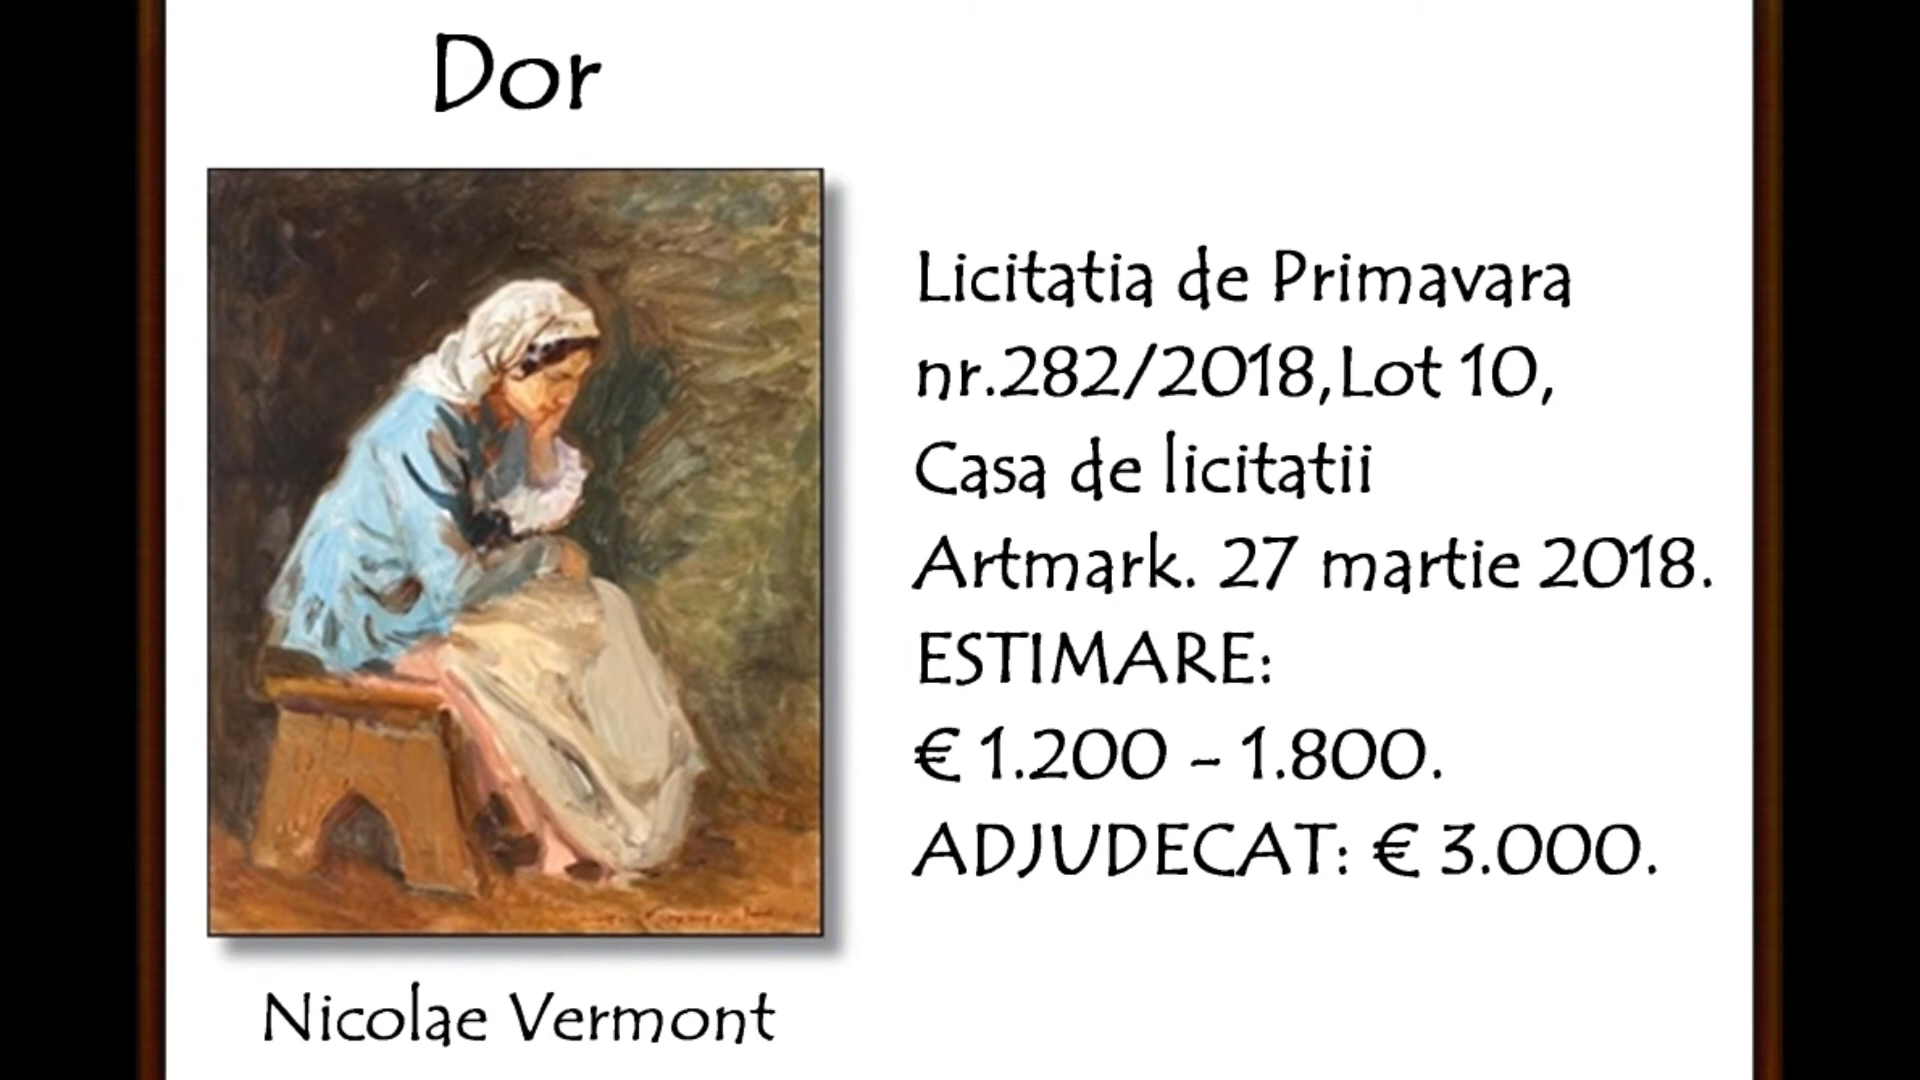 Dor
Licitatia de Primavara
nr.282/2018, Lot 10,
Casa de licitatii
Artmark. 27 martie 2018.
ESTIMARE:
€ 1.200 - 1.800.
ADJUDECAT: € 3.000.
Nicolae Vermont